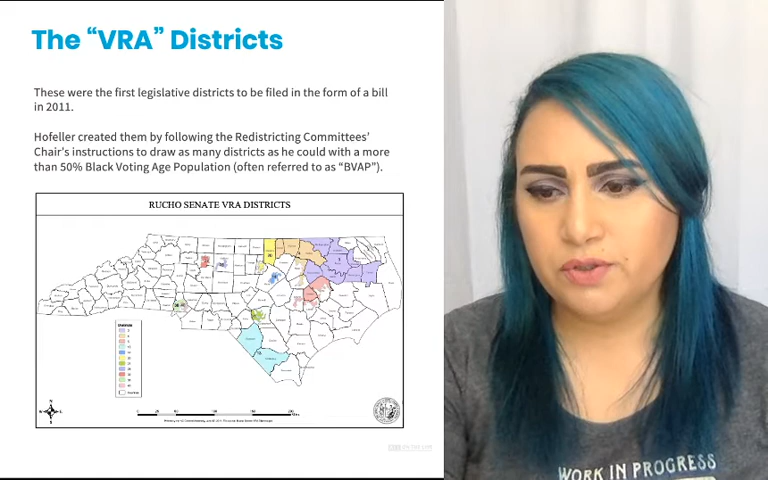 The “VRA” Districts
These were the first legislative districts to be filed in the form of a bill
in 2011.
Hofeller created them by following the Redistricting Committees’
Chair’s instructions to draw as many districts as he could with a more
than 50% Black Voting Age Population (often referred to as “BVAP”).
RUCHO SENATE VRA DISTRICTS
WORK IN PROGRESS